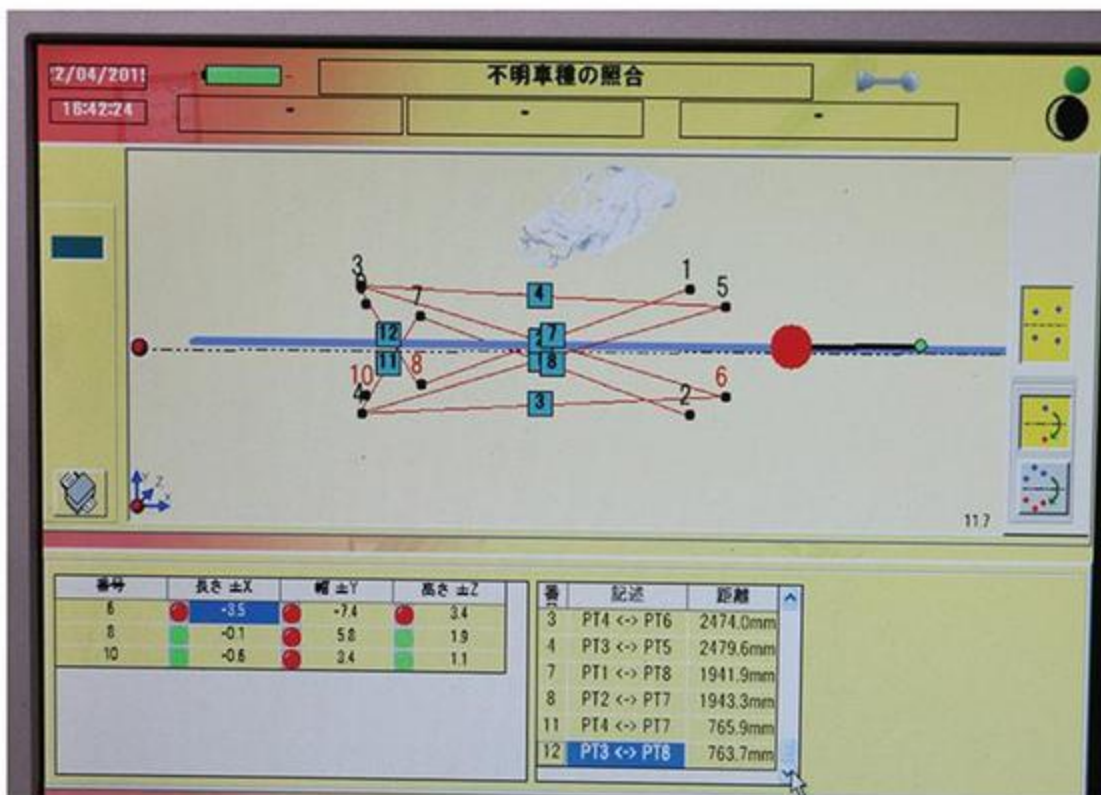 2/04/201
不明車種の照合
16:42:24
-
-
-
3
1
5
4
7
12
7
11
8
8
10
6
4
3
2
Y
Z
X
11.7
番号 長さ ±X 幅 ±Y 高さ ±Z
6 -3.5 -7.4 3.4
8 -0.1 5.8 1.9
10 -0.6 3.4 1.1
記述 距離
3 PT4 <-> PT6 2474.0mm
4 PT3 <-> PT5 2479.6mm
7 PT1 <-> PT8 1941.9mm
8 PT2 <-> PT7 1943.3mm
11 PT4 <-> PT7 765.9mm
12 PT3 <-> PT8 763.7mm